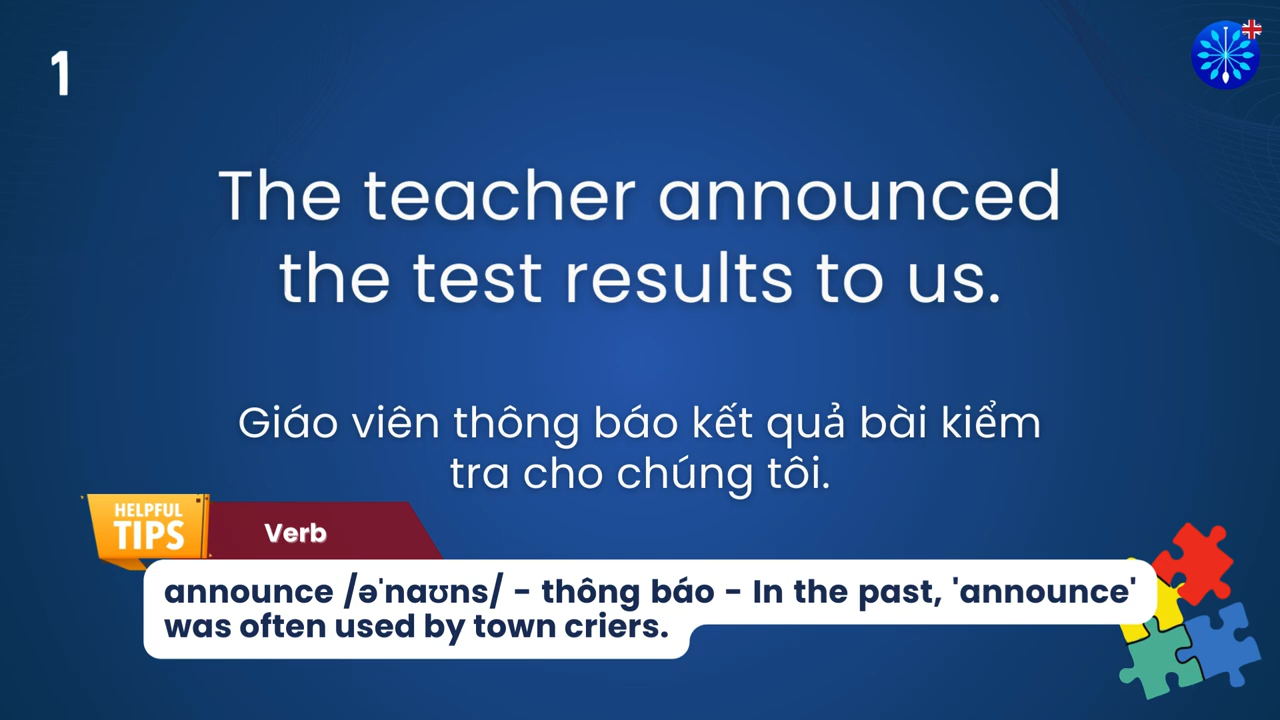 1
The teacher announced
the test results to us.
Giáo viên thông báo kết quả bài kiểm
tra cho chúng tôi.
HELPFUL
TIPS
Verb
announce /əˈnaʊns/ - thông báo - In the past, 'announce'
was often used by town criers.